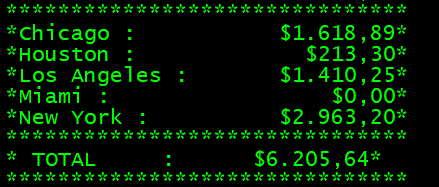 *******************************
*Chicago :           $1.618,89*
*Houston :             $213,30*
*Los Angeles :       $1.410,25*
*Miami :                 $0,00*
*New York :          $2.963,20*
*******************************
* TOTAL     :      $6.205,64*
*******************************